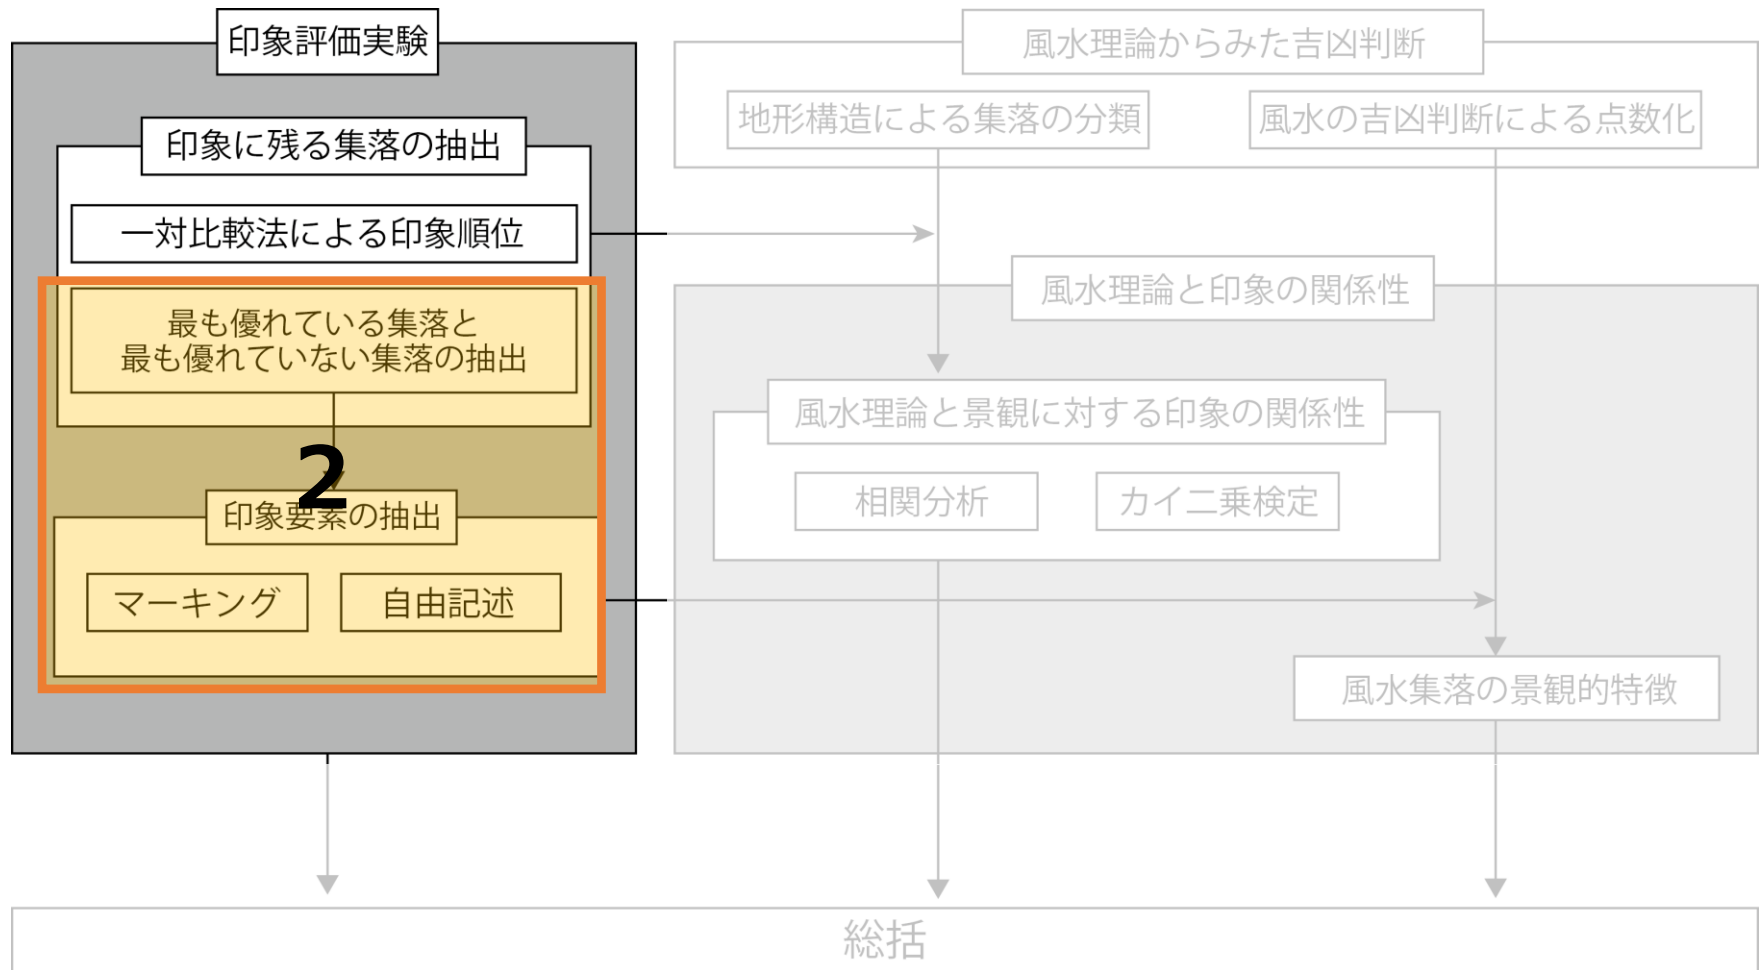 印象評価実験
印象に残る集落の抽出
一対比較法による印象順位
最も優れている集落と
最も優れていない集落の抽出
2
印象要素の抽出
マーキング
自由記述
風水理論からみた吉凶判断
地形構造による集落の分類
風水の吉凶判断による点数化
風水理論と印象の関係性
風水理論と景観に対する印象の関係性
相関分析
カイ二乗検定
風水集落の景観的特徴
総括